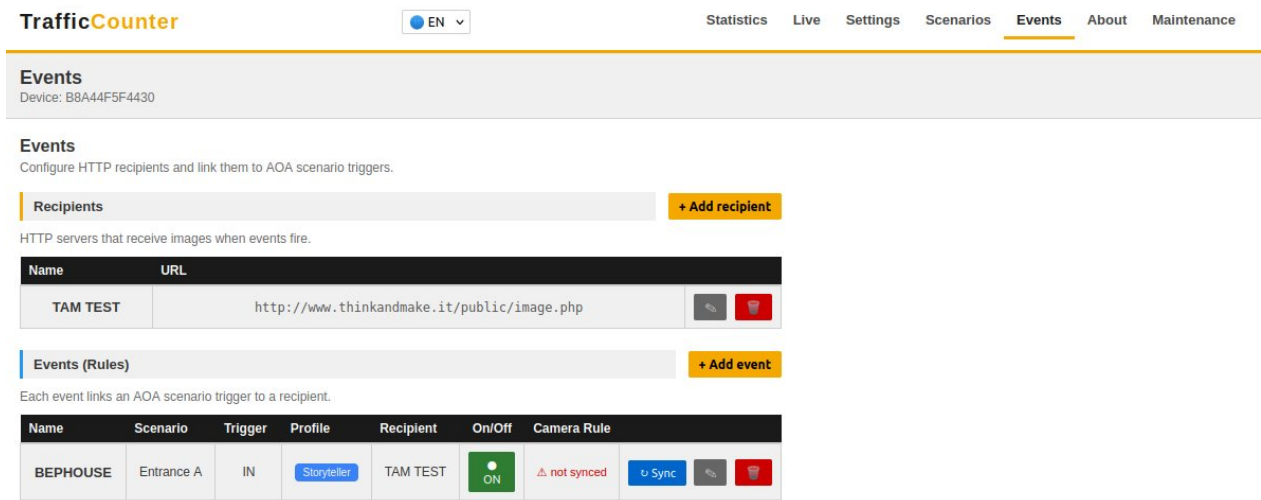 TrafficCounter
EN
Statistics Live Settings Scenarios Events About Maintenance
Events
Device: B8A44F5F4430
Events
Configure HTTP recipients and link them to AOA scenario triggers.
Recipients
+ Add recipient
HTTP servers that receive images when events fire.
Name URL
TAM TEST http://www.thinkandmake.it/public/image.php
Events (Rules)
+ Add event
Each event links an AOA scenario trigger to a recipient.
Name Scenario Trigger Profile Recipient On/Off Camera Rule
BEPHOUSE Entrance A IN Storyteller TAM TEST ● ON ⚠ not synced ↻ Sync